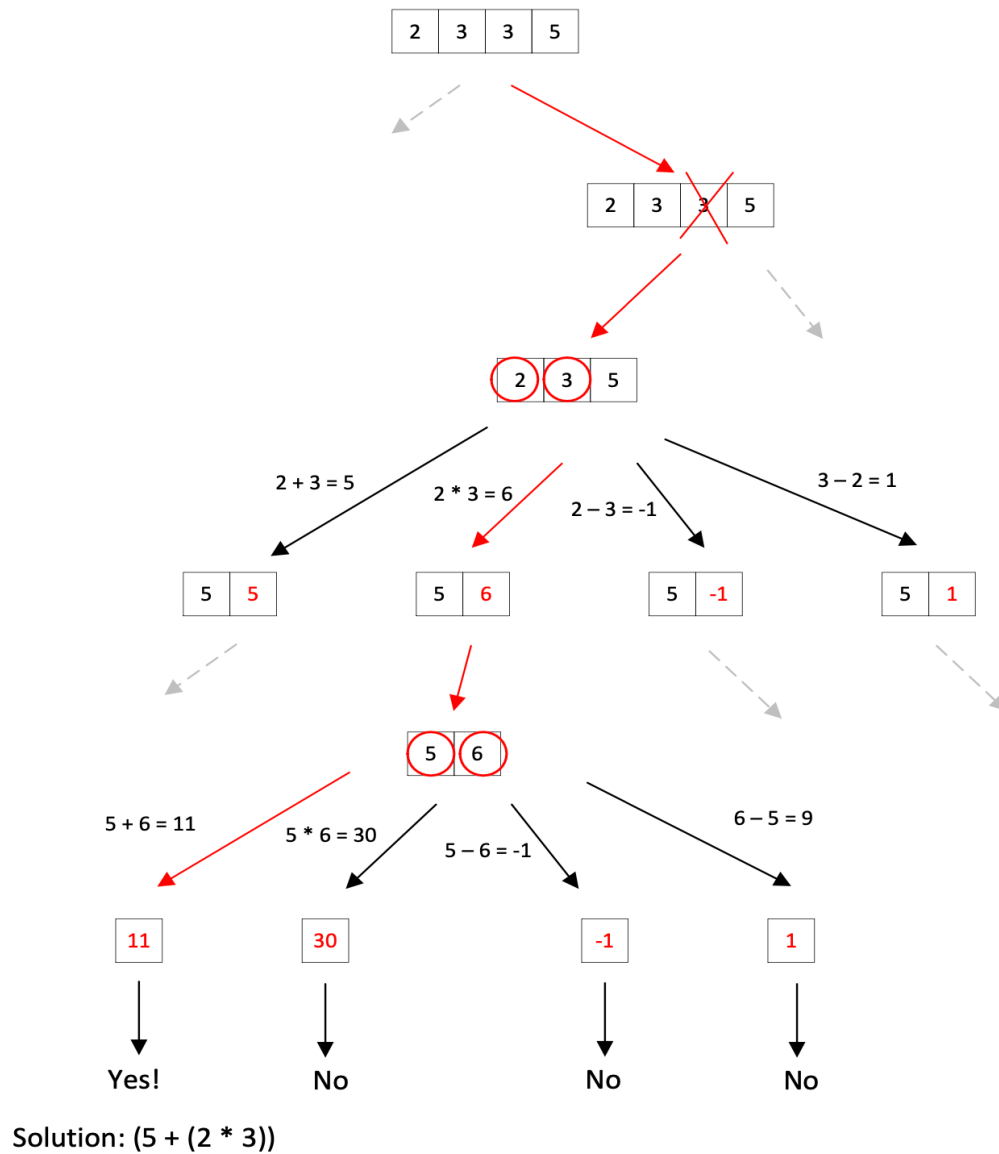 2 3 3 5
2 3 3 5
2 3 5
2 + 3 = 5
2 * 3 = 6
2 – 3 = -1
3 – 2 = 1
5 5
5 6
5 -1
5 1
5 6
5 + 6 = 11
5 * 6 = 30
5 – 6 = -1
6 – 5 = 9
11
30
-1
1
Yes!
No
No
No
Solution: (5 + (2 * 3))